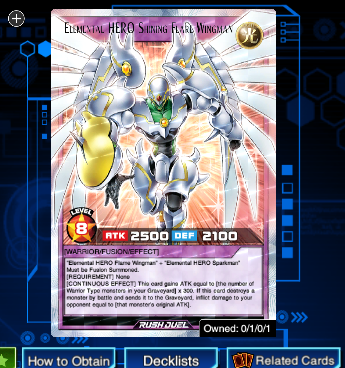 Elemental HERO Shining Flare Wingman
光
LEVEL
8
ATK 2500 DEF 2100
[WARRIOR/FUSION/EFFECT]
"Elemental HERO Flame Wingman" + "Elemental HERO Sparkman"
Must be Fusion Summoned.
[REQUIREMENT] None
[CONTINUOUS EFFECT] This card gains ATK equal to [the number of
Warrior Type monsters in your Graveyard] x 300. If this card destroys a
monster by battle and sends it to the Graveyard, inflict damage to your
opponent equal to [that monster's original ATK].
RUSH DUEL
Owned: 0/1/0/1
How to Obtain
Decklists
Related Cards